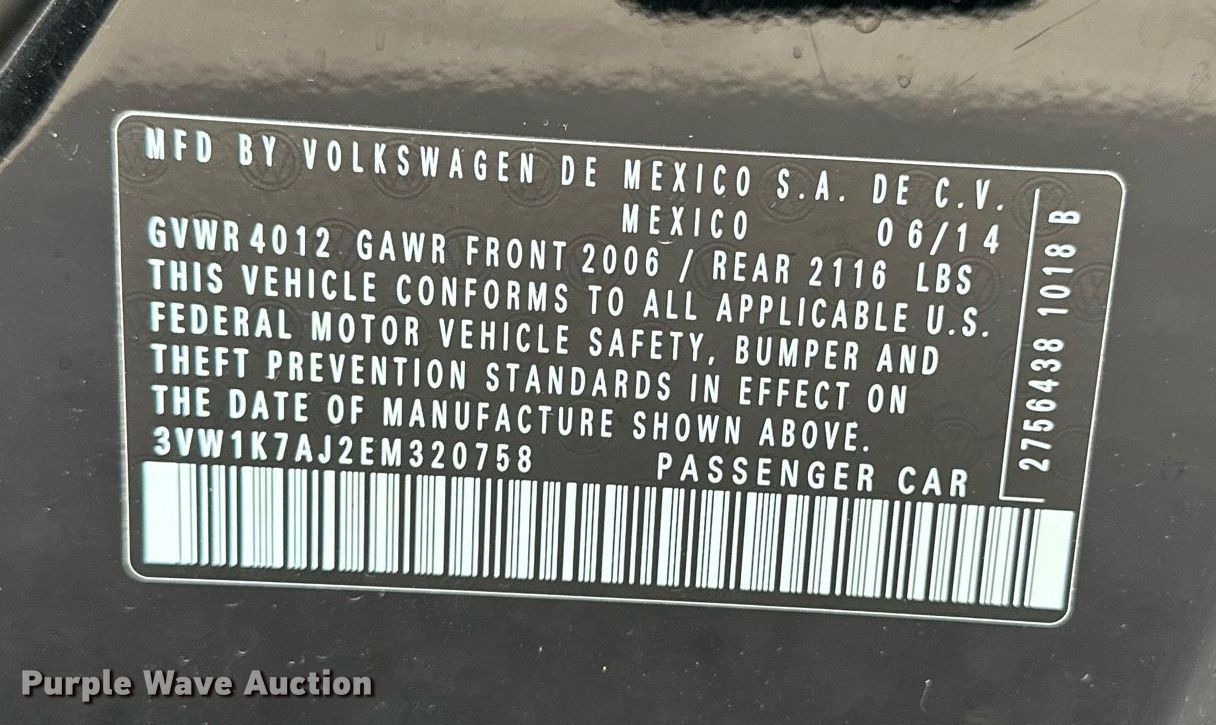 MFD BY VOLKSWAGEN DE MEXICO S.A. DE C.V.
MEXICO 06/14
GVWR 4012 GAWR FRONT 2006 / REAR 2116 LBS
THIS VEHICLE CONFORMS TO ALL APPLICABLE U.S.
FEDERAL MOTOR VEHICLE SAFETY, BUMPER AND
THEFT PREVENTION STANDARDS IN EFFECT ON
THE DATE OF MANUFACTURE SHOWN ABOVE.
3VW1K7AJ2EM320758 PASSENGER CAR
2756438 1018 B
Purple Wave Auction